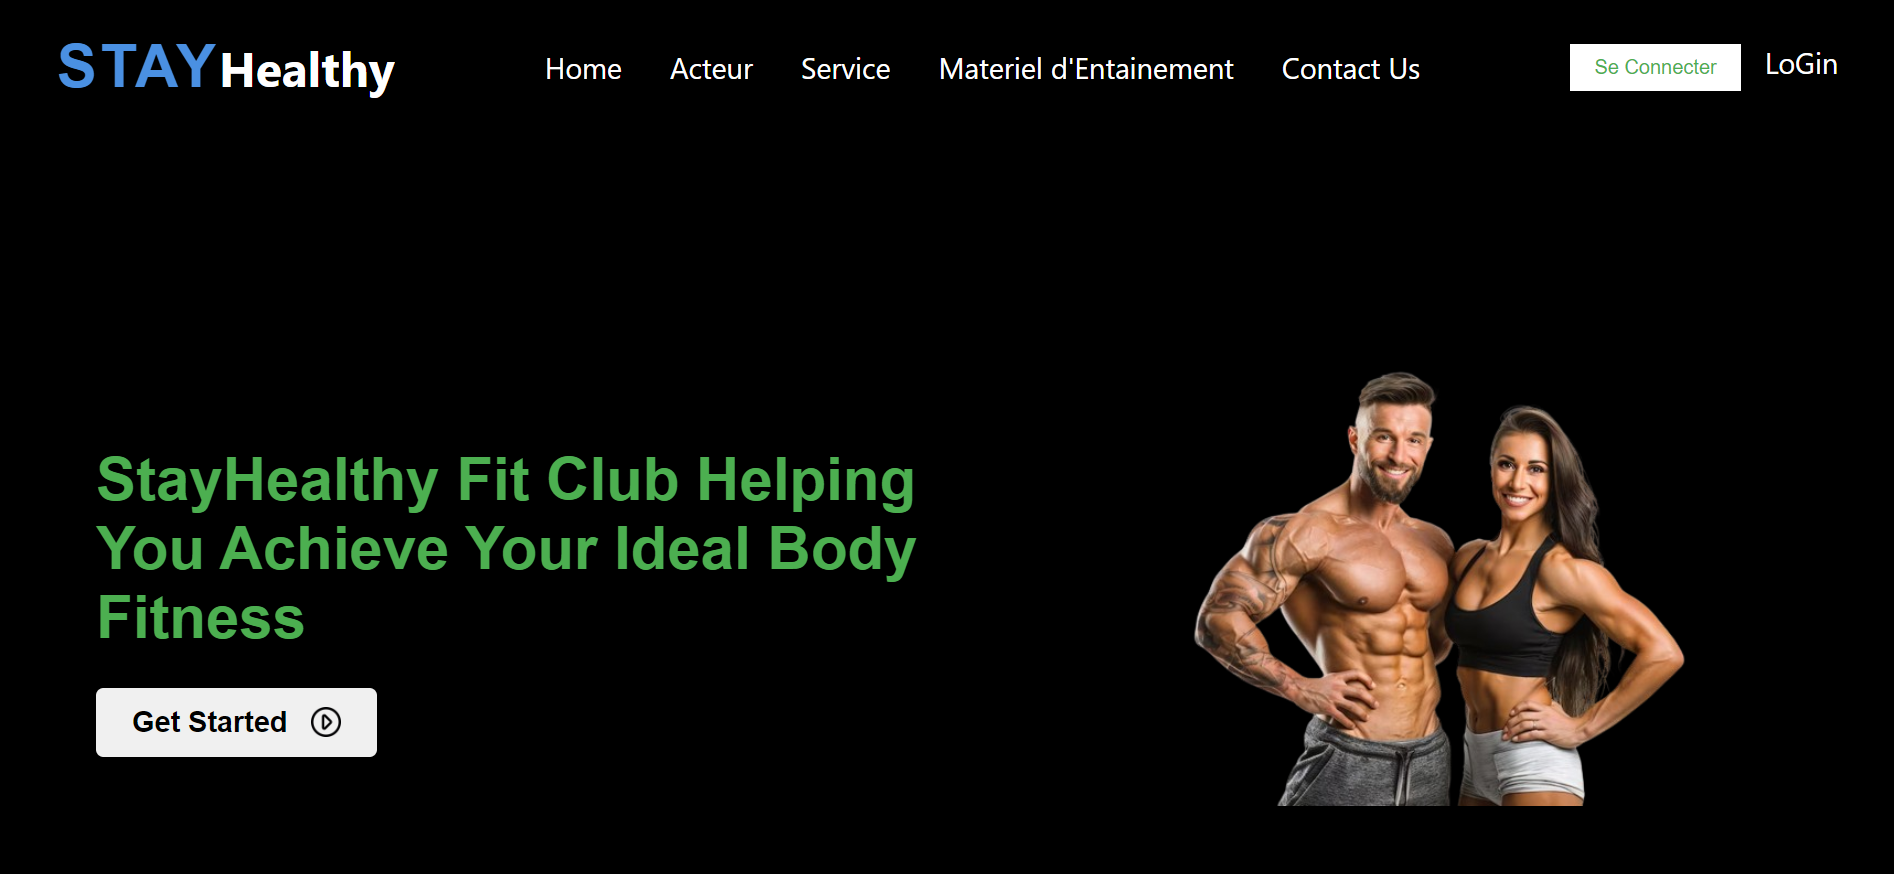 STAYHealthy
Home Acteur Service Materiel d'Entainement Contact Us
Se Connecter
LoGin
StayHealthy Fit Club Helping
You Achieve Your Ideal Body
Fitness
Get Started